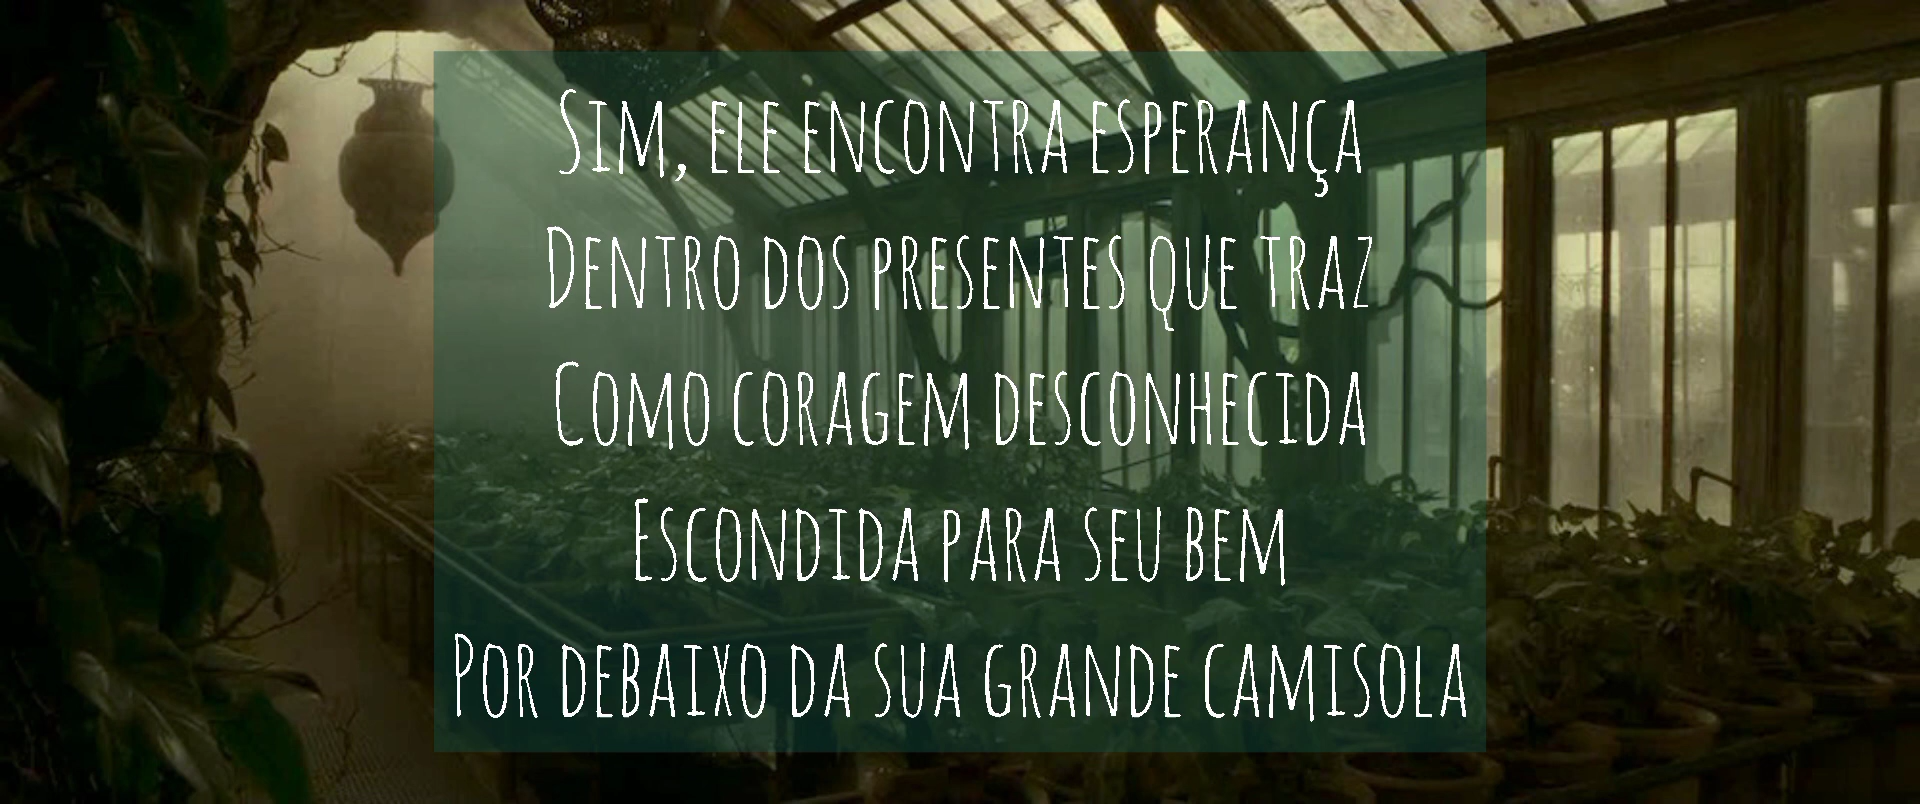 Sim, ele encontra esperança
Dentro dos presentes que traz
Como coragem desconhecida
Escondida para seu bem
Por debaixo da sua grande camisola